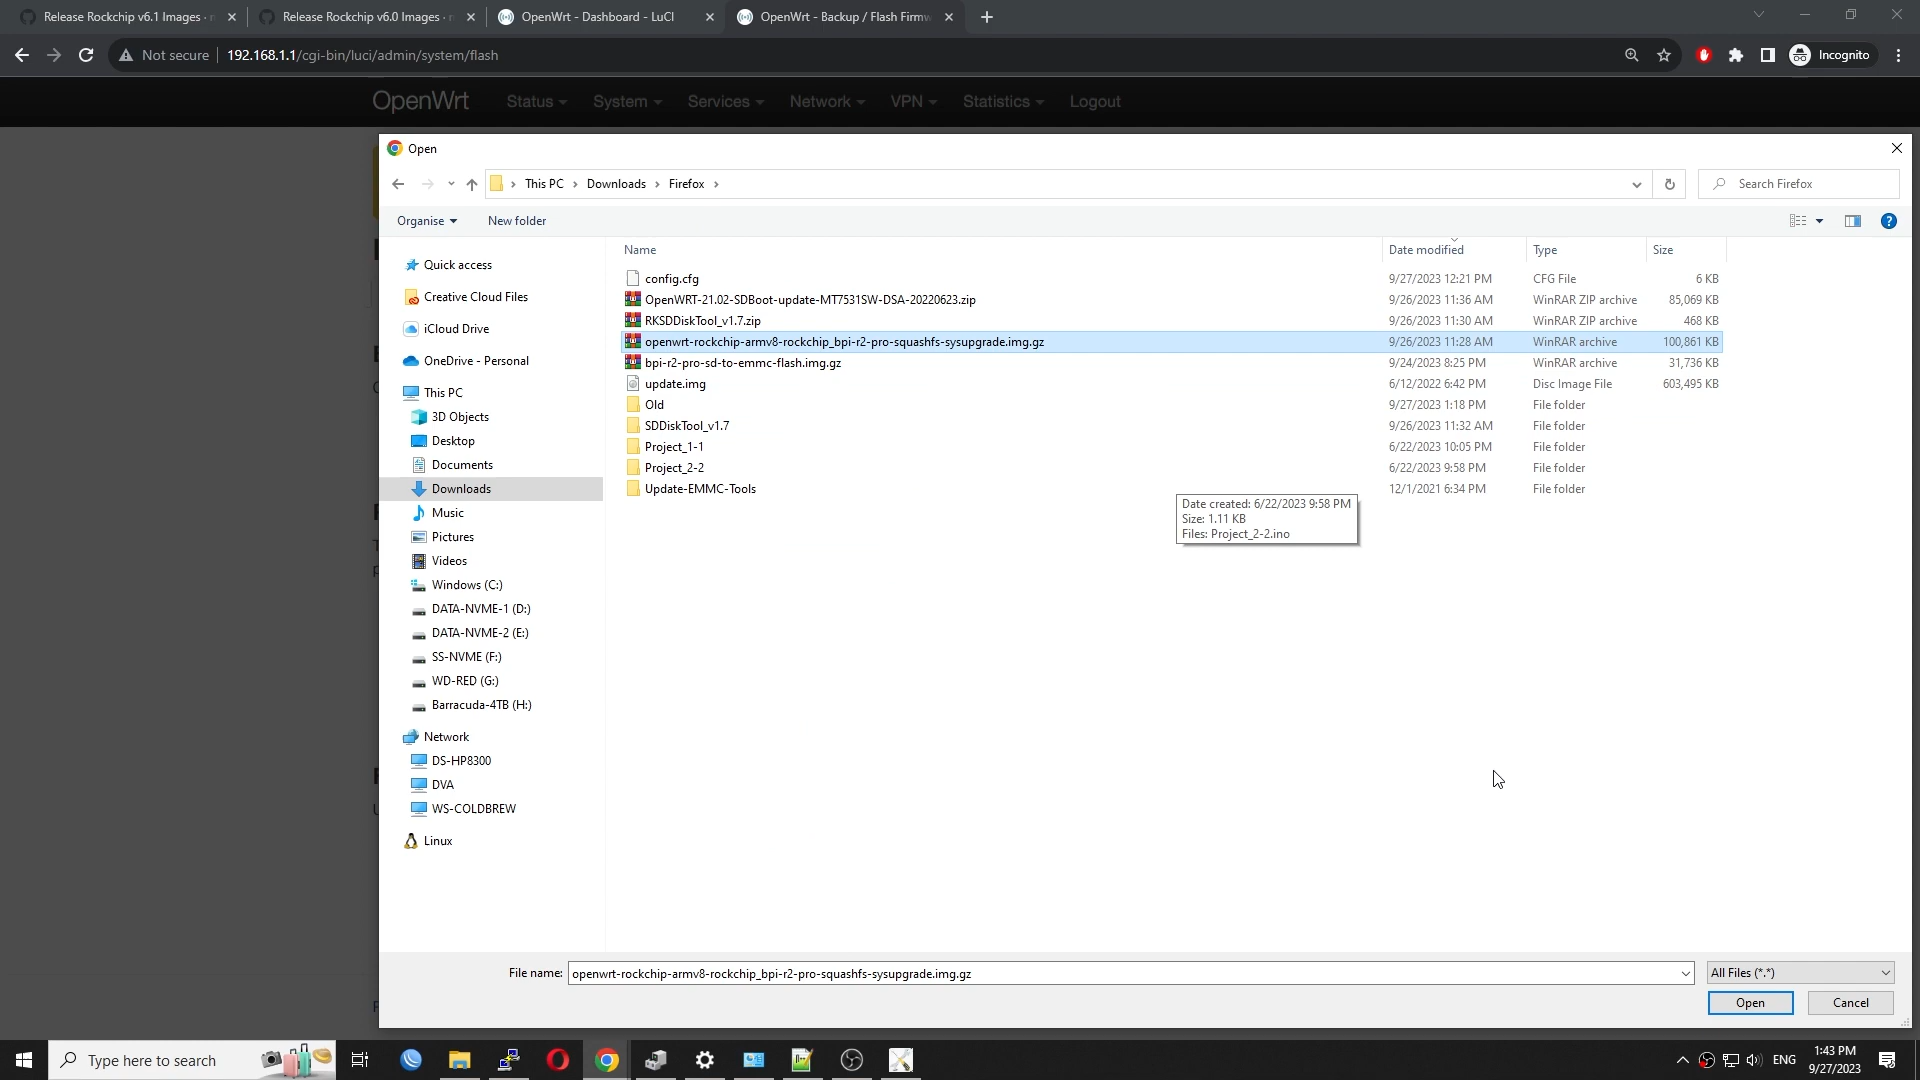 Release Rockchip v6.1 Images ·
Release Rockchip v6.0 Images ·
OpenWrt - Dashboard - LuCI
OpenWrt - Backup / Flash Firmw
Not secure
192.168.1.1/cgi-bin/luci/admin/system/flash
Incognito
OpenWrt
Status
System
Services
Network
VPN
Statistics
Logout
Open
This PC
Downloads
Firefox
Search Firefox
Organise
New folder
Name
Date modified
Type
Size
Quick access
Creative Cloud Files
iCloud Drive
OneDrive - Personal
This PC
3D Objects
Desktop
Documents
Downloads
Music
Pictures
Videos
Windows (C:)
DATA-NVME-1 (D:)
DATA-NVME-2 (E:)
SS-NVME (F:)
WD-RED (G:)
Barracuda-4TB (H:)
Network
DS-HP8300
DVA
WS-COLDBREW
Linux
config.cfg 9/27/2023 12:21 PM CFG File 6 KB
OpenWRT-21.02-SDBoot-update-MT7531SW-DSA-20220623.zip 9/26/2023 11:36 AM WinRAR ZIP archive 85,069 KB
RKSDDiskTool_v1.7.zip 9/26/2023 11:30 AM WinRAR ZIP archive 468 KB
openwrt-rockchip-armv8-rockchip_bpi-r2-pro-squashfs-sysupgrade.img.gz 9/26/2023 11:28 AM WinRAR archive 100,861 KB
bpi-r2-pro-sd-to-emmc-flash.img.gz 9/24/2023 8:25 PM WinRAR archive 31,736 KB
update.img 6/12/2022 6:42 PM Disc Image File 603,495 KB
Old 9/27/2023 1:18 PM File folder
SDDiskTool_v1.7 9/26/2023 11:32 AM File folder
Project_1-1 6/22/2023 10:05 PM File folder
Project_2-2 6/22/2023 9:58 PM File folder
Update-EMMC-Tools 12/1/2021 6:34 PM File folder
Date created: 6/22/2023 9:58 PM
Size: 1.11 KB
Files: Project_2-2.ino
File name: openwrt-rockchip-armv8-rockchip_bpi-r2-pro-squashfs-sysupgrade.img.gz
All Files (*.*)
Open
Cancel
Type here to search
ENG
1:43 PM
9/27/2023